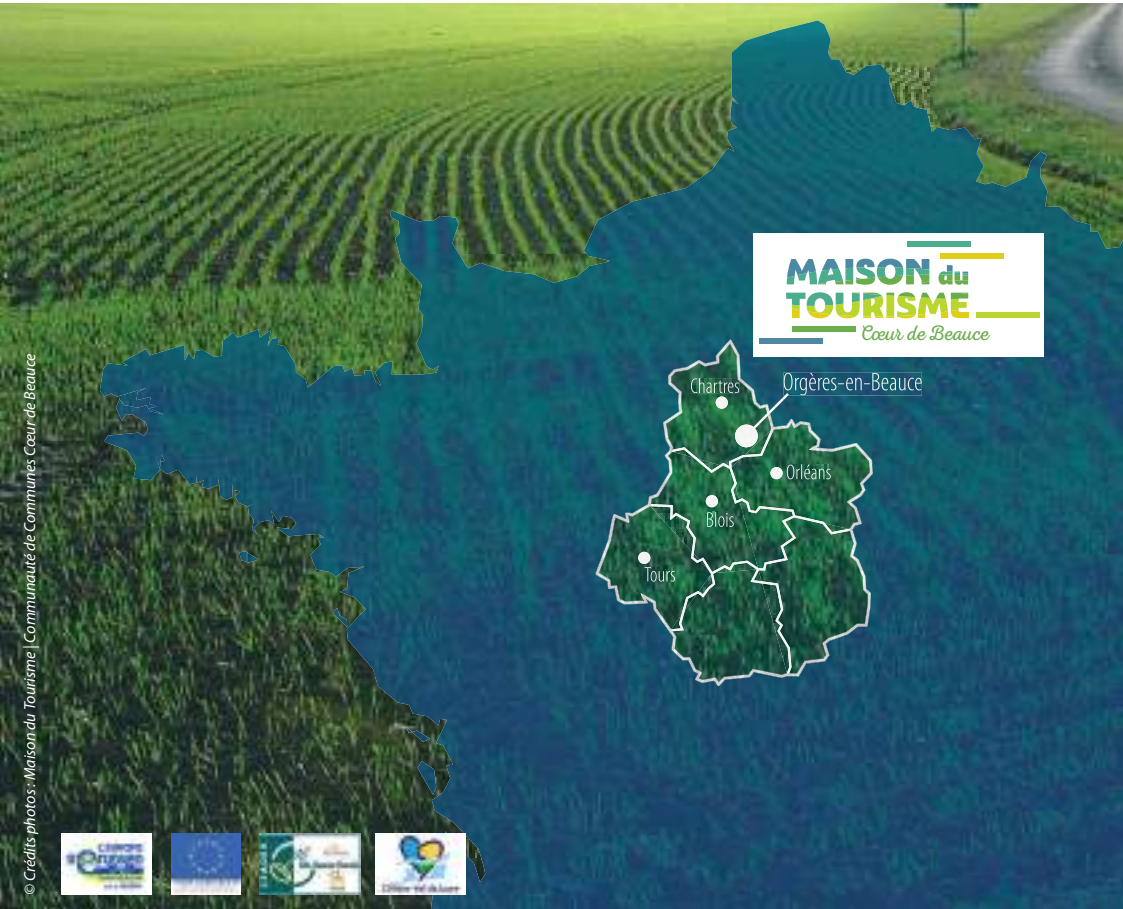 MAISON du
TOURISME
Cœur de Beauce
Chartres
Orgères-en-Beauce
Orléans
Blois
Tours
© Crédits photos : Maison du Tourisme | Communauté de Communes Cœur de Beauce